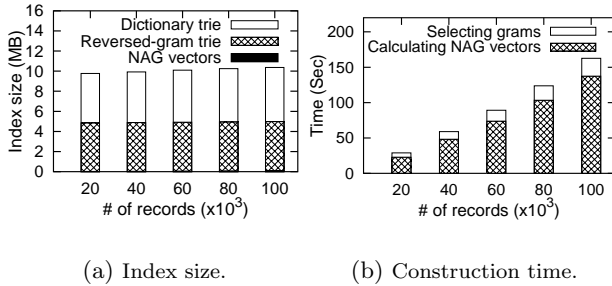 16
14
12
10
8
6
4
2
0
Index size (MB)
Dictionary trie
Reversed-gram trie
NAG vectors
20 40 60 80 100
# of records (x10³)
(a) Index size.
200
150
100
50
0
Time (Sec)
Selecting grams
Calculating NAG vectors
20 40 60 80 100
# of records (x10³)
(b) Construction time.